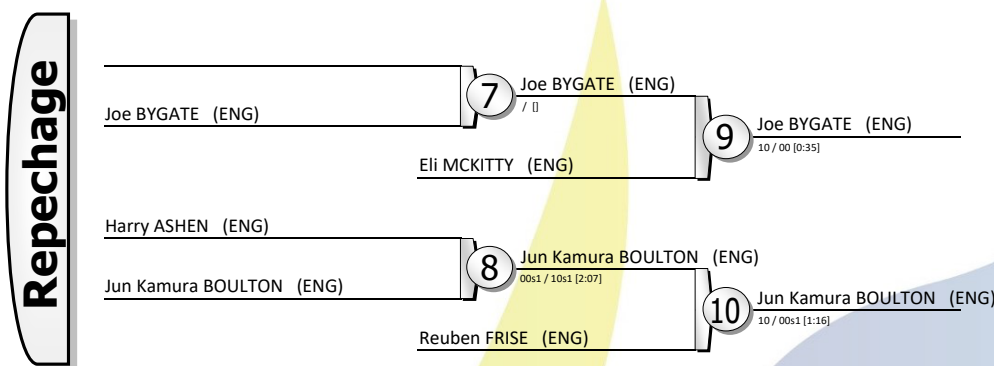 Repechage
Joe BYGATE (ENG)
7
Joe BYGATE (ENG)
/ []
Eli MCKITTY (ENG)
9
Joe BYGATE (ENG)
10 / 00 [0:35]
Harry ASHEN (ENG)
Jun Kamura BOULTON (ENG)
8
Jun Kamura BOULTON (ENG)
00s1 / 10s1 [2:07]
Reuben FRISE (ENG)
10
Jun Kamura BOULTON (ENG)
10 / 00s1 [1:16]